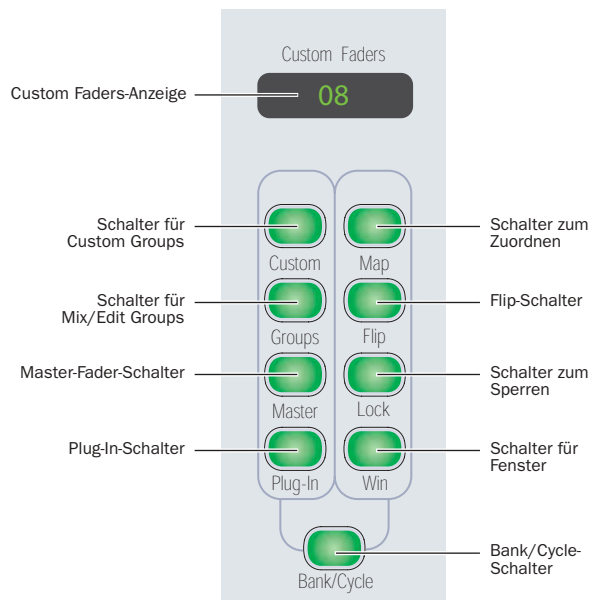 Custom Faders
Custom Faders-Anzeige
08
Schalter für
Custom Groups
Custom
Map
Schalter zum
Zuordnen
Schalter für
Mix/Edit Groups
Groups
Flip
Flip-Schalter
Master-Fader-Schalter
Master
Lock
Schalter zum
Sperren
Plug-In-Schalter
Plug-In
Win
Schalter für
Fenster
Bank/Cycle
Bank/Cycle-
Schalter